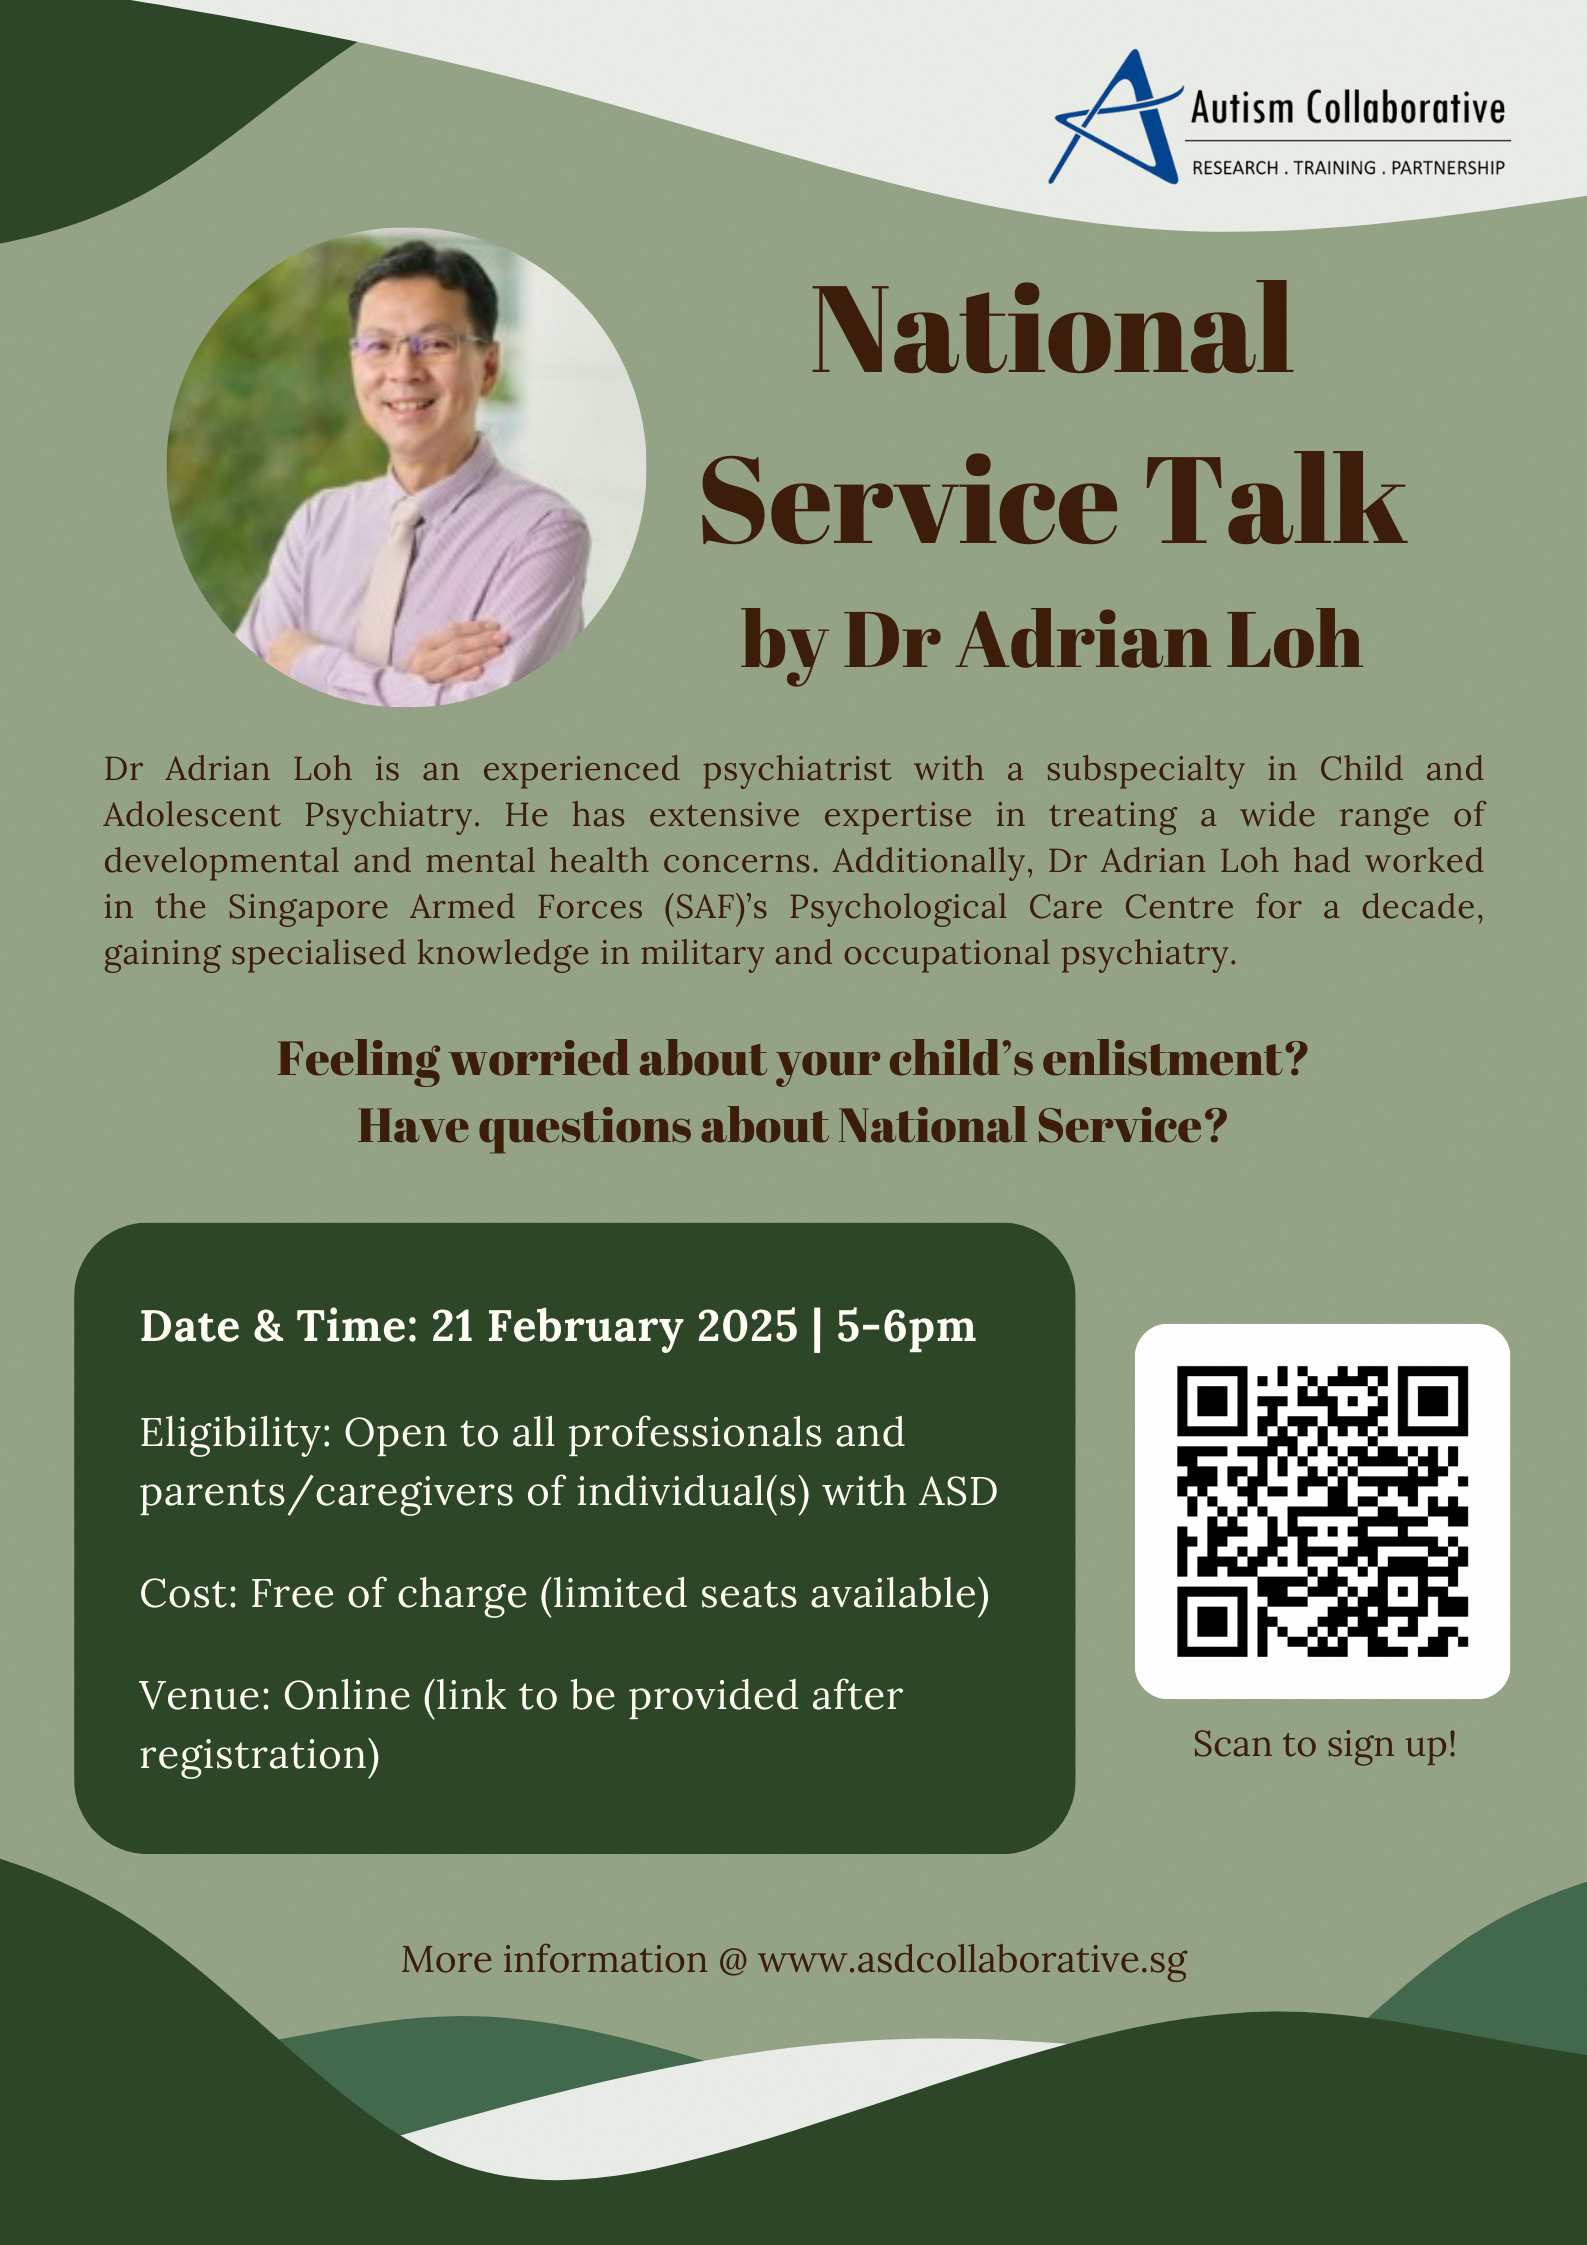 Autism Collaborative
RESEARCH . TRAINING . PARTNERSHIP
National
Service Talk
by Dr Adrian Loh
Dr Adrian Loh is an experienced psychiatrist with a subspecialty in Child and
Adolescent Psychiatry. He has extensive expertise in treating a wide range of
developmental and mental health concerns. Additionally, Dr Adrian Loh had worked
in the Singapore Armed Forces (SAF)’s Psychological Care Centre for a decade,
gaining specialised knowledge in military and occupational psychiatry.
Feeling worried about your child’s enlistment?
Have questions about National Service?
Date & Time: 21 February 2025 | 5-6pm
Eligibility: Open to all professionals and
parents/caregivers of individual(s) with ASD
Cost: Free of charge (limited seats available)
Venue: Online (link to be provided after
registration)
Scan to sign up!
More information @ www.asdcollaborative.sg